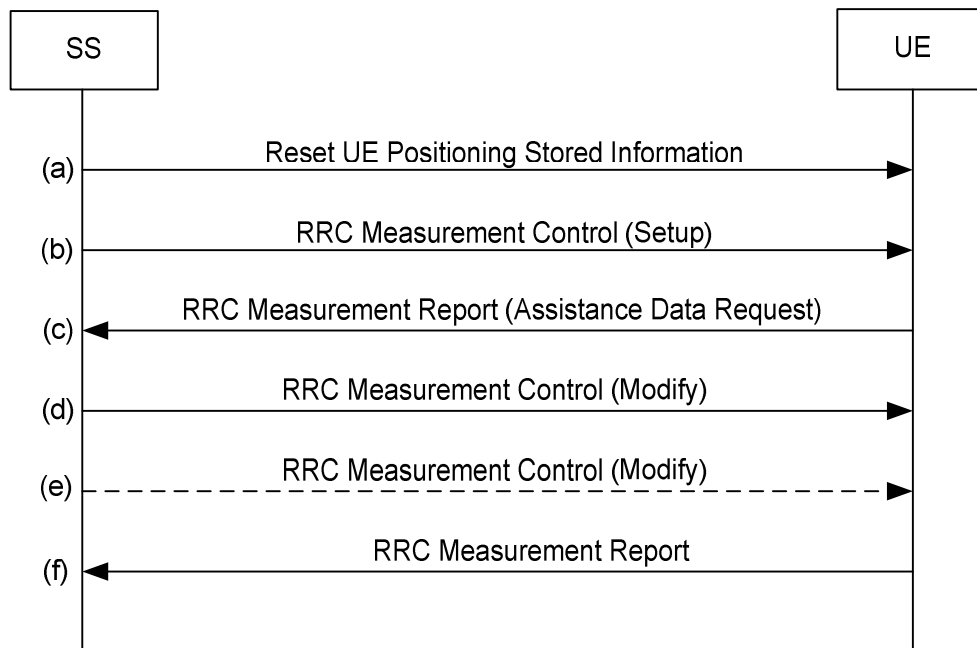 SS
UE
(a)
Reset UE Positioning Stored Information
(b)
RRC Measurement Control (Setup)
(c)
RRC Measurement Report (Assistance Data Request)
(d)
RRC Measurement Control (Modify)
(e)
RRC Measurement Control (Modify)
(f)
RRC Measurement Report